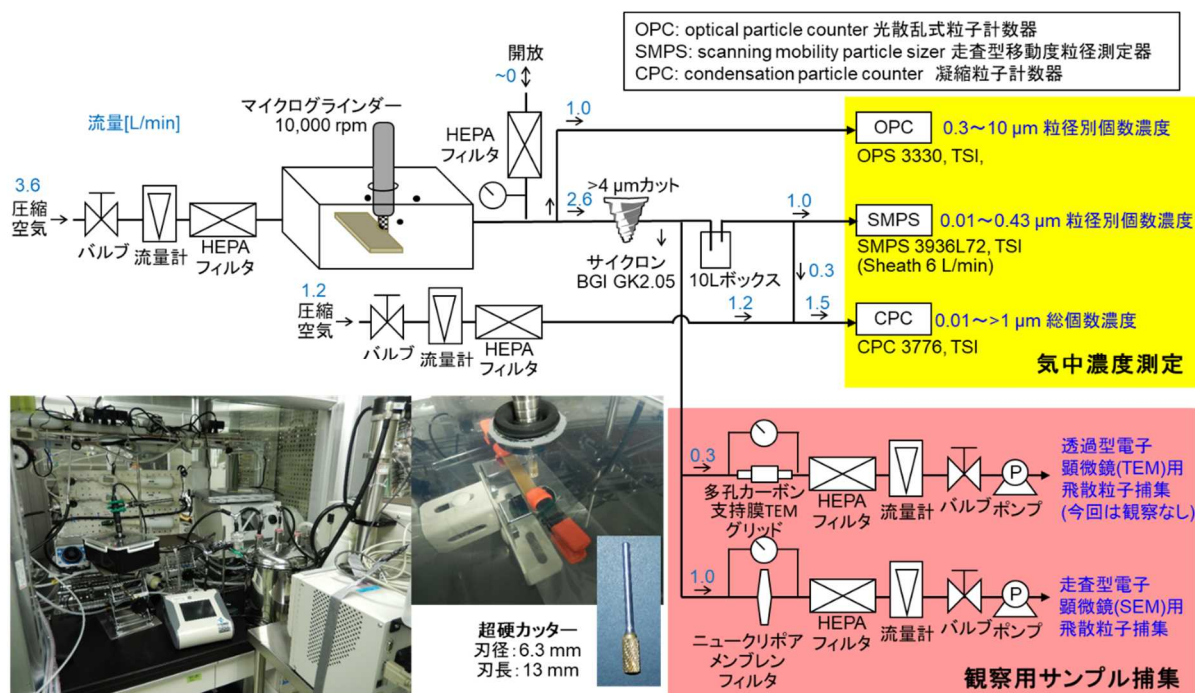 OPC: optical particle counter 光散乱式粒子計数器
SMPS: scanning mobility particle sizer 走査型移動度粒径測定器
CPC: condensation particle counter 凝縮粒子計数器
開放
~0
マイクログラインダー
10,000 rpm
流量[L/min]
HEPA
フィルタ
1.0
OPC
0.3～10 µm 粒径別個数濃度
OPS 3330, TSI,
3.6
圧縮
空気
バルブ
流量計
HEPA
フィルタ
2.6
>4 µmカット
サイクロン
BGI GK2.05
10Lボックス
1.0
SMPS
0.01～0.43 µm 粒径別個数濃度
SMPS 3936L72, TSI
(Sheath 6 L/min)
0.3
1.2
圧縮
空気
バルブ
流量計
HEPA
フィルタ
1.2
1.5
CPC
0.01～>1 µm 総個数濃度
CPC 3776, TSI
気中濃度測定
0.3
多孔カーボン
支持膜TEM
グリッド
HEPA
フィルタ
流量計
バルブ
P
ポンプ
透過型電子
顕微鏡(TEM)用
飛散粒子捕集
(今回は観察なし)
1.0
ニュークリポア
メンブレン
フィルタ
HEPA
フィルタ
流量計
バルブ
P
ポンプ
走査型電子
顕微鏡(SEM)用
飛散粒子捕集
観察用サンプル捕集
超硬カッター
刃径：6.3 mm
刃長：13 mm